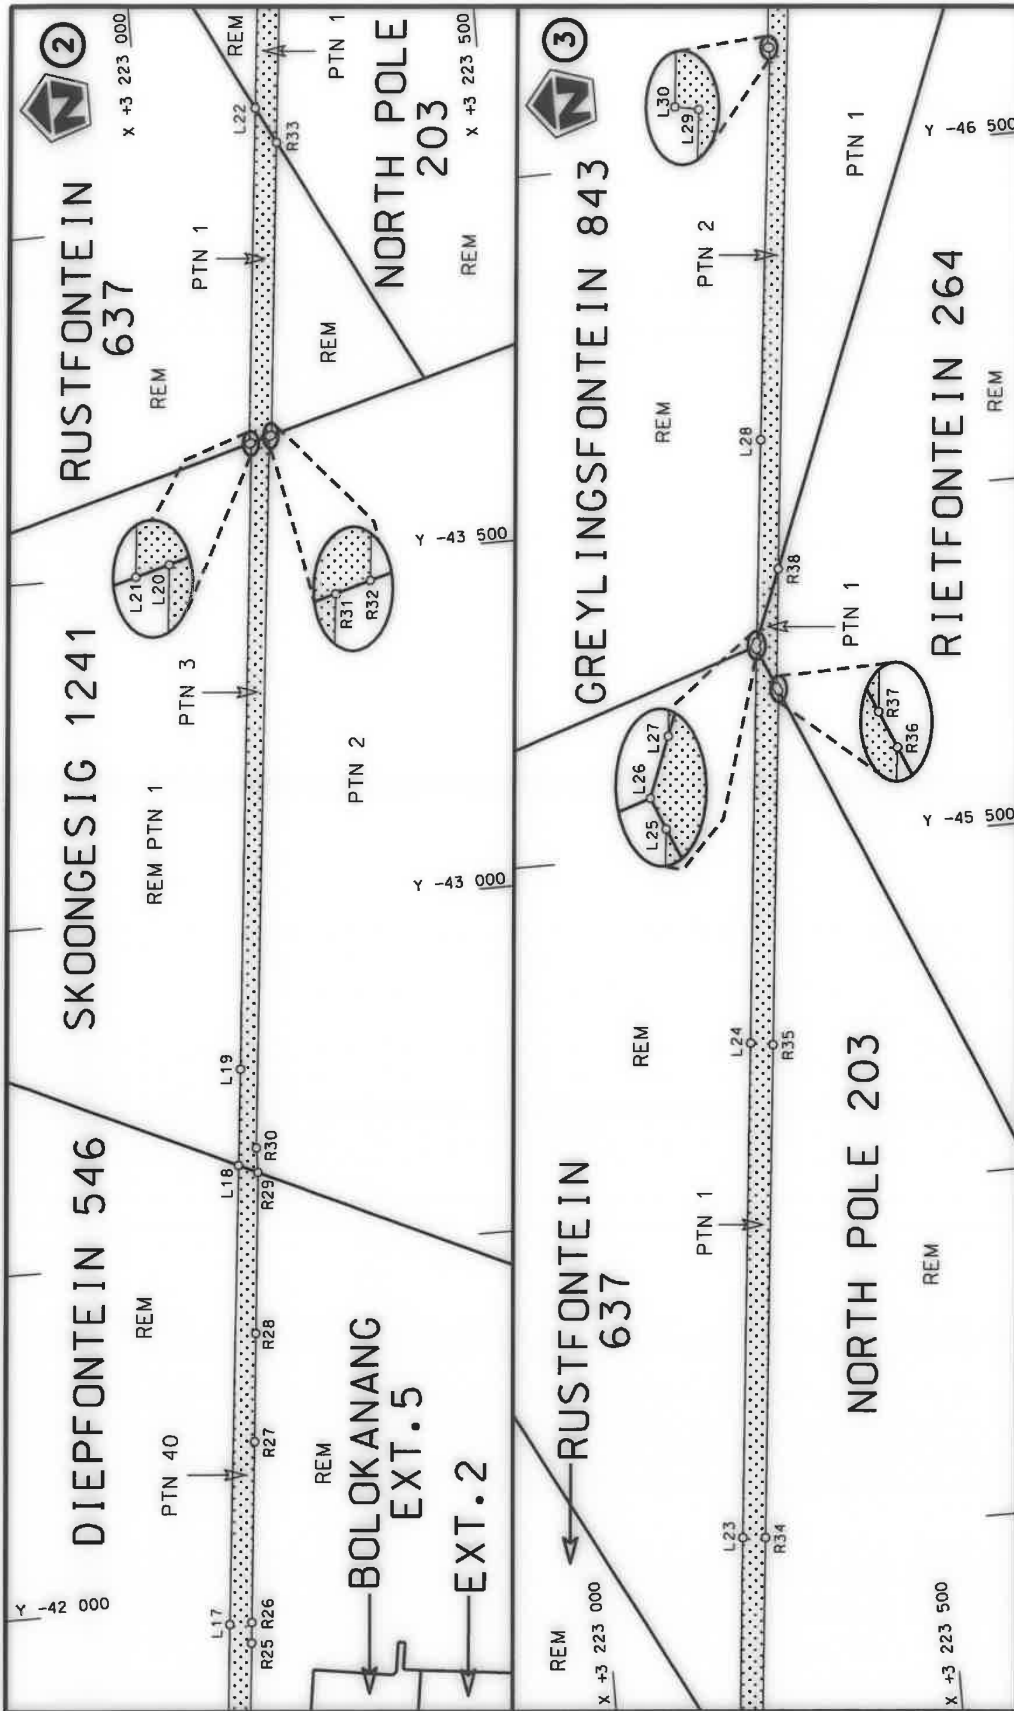 2
N
DIEPFONTEIN 546
SKOONGESIG 1241
RUSTFONTEIN
637
X +3 223 000
Y -42 000
PTN 40
REM
REM PTN 1
PTN 3
L21
L20
REM
PTN 1
REM
L17
L18
L19
L22
R25
R26
R27
R28
R29
R30
R33
PTN 1
BOLOKANANG
EXT.5
EXT.2
REM
PTN 2
R31
R32
REM
NORTH POLE
203
REM
Y -43 000
Y -43 500
X +3 223 500
3
N
REM
RUSTFONTEIN
637
GREYLINGSFONTEIN 843
X +3 223 000
REM
L25
L26
L27
REM
L30
L29
PTN 1
PTN 2
L23
L24
L28
R34
R35
R38
PTN 1
PTN 1
R36
R37
NORTH POLE 203
REM
RIETFONTEIN 264
REM
X +3 223 500
Y -45 500
Y -46 500